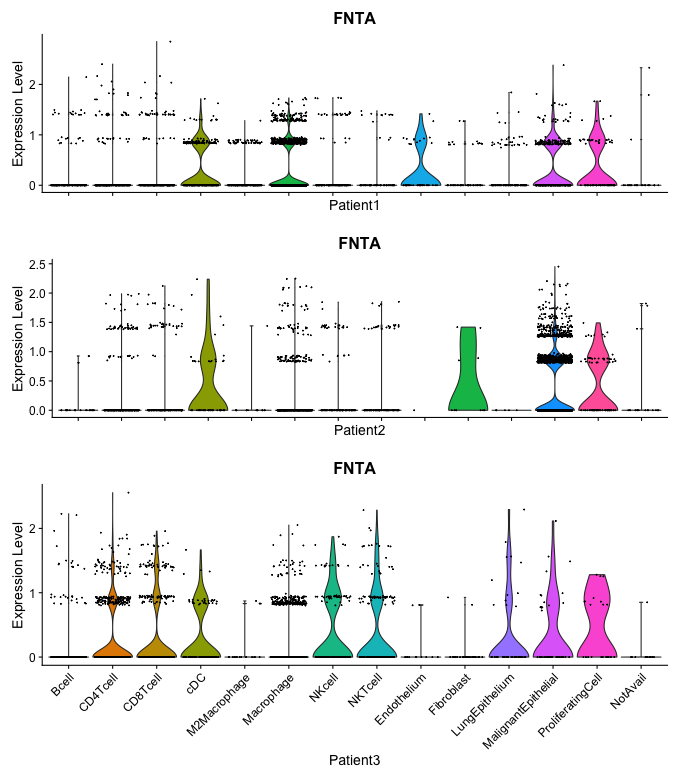 FNTA
Expression Level
2
1
0
Patient1
FNTA
Expression Level
2.5
2.0
1.5
1.0
0.5
0.0
Patient2
FNTA
Expression Level
2
1
0
Bcell
CD4Tcell
CD8Tcell
cDC
M2Macrophage
Macrophage
NKcell
NKTcell
Endothelium
Fibroblast
LungEpithelium
MalignantEpithelial
ProliferatingCell
NotAvail
Patient3